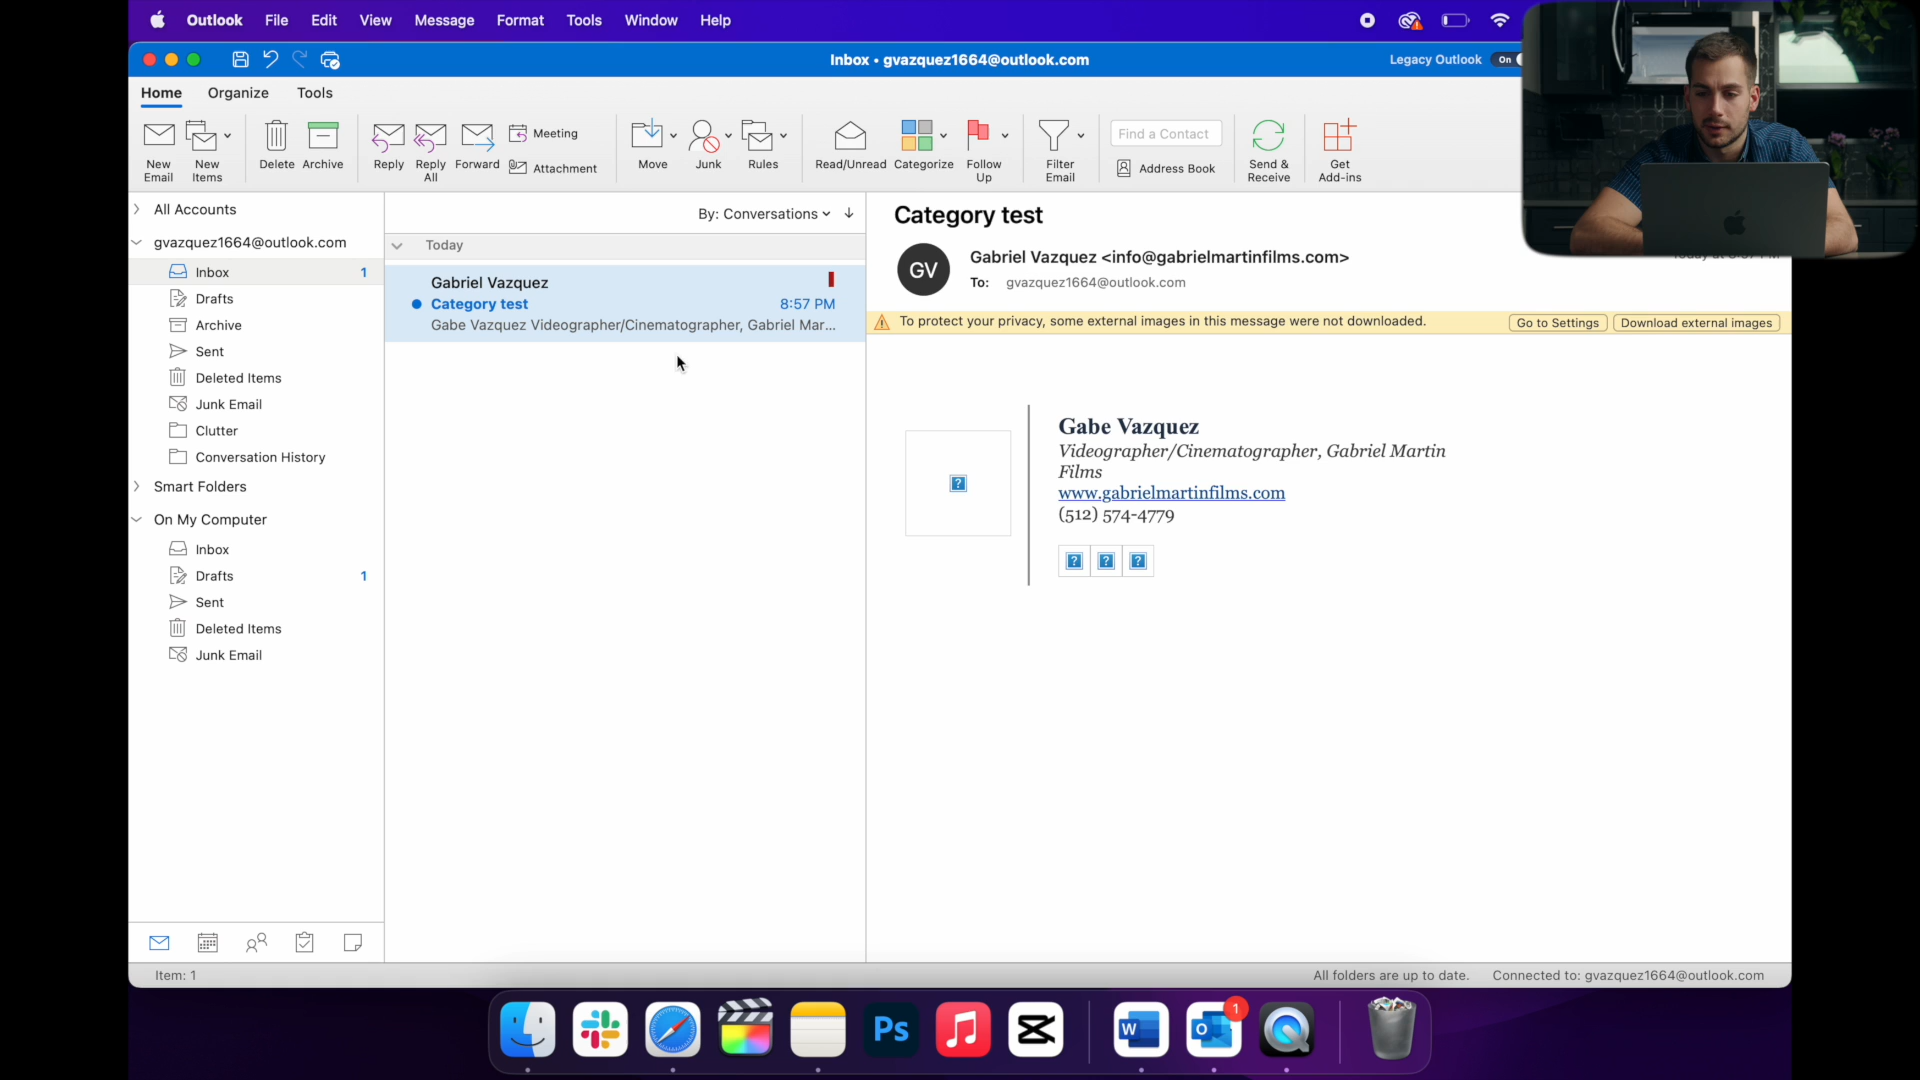 Outlook File Edit View Message Format Tools Window Help
Inbox • gvazquez1664@outlook.com
Legacy Outlook On
Home Organize Tools
New Email
New Items
Delete
Archive
Reply
Reply All
Forward
Meeting
Attachment
Move
Junk
Rules
Read/Unread
Categorize
Follow Up
Filter Email
Find a Contact
Address Book
Send & Receive
Get Add-ins
All Accounts
gvazquez1664@outlook.com
Inbox 1
Drafts
Archive
Sent
Deleted Items
Junk Email
Clutter
Conversation History
Smart Folders
On My Computer
Inbox
Drafts 1
Sent
Deleted Items
Junk Email
By: Conversations
Today
Gabriel Vazquez
Category test 8:57 PM
Gabe Vazquez Videographer/Cinematographer, Gabriel Mar...
Category test
GV
Gabriel Vazquez <info@gabrielmartinfilms.com>
To: gvazquez1664@outlook.com
To protect your privacy, some external images in this message were not downloaded.
Go to Settings
Download external images
Gabe Vazquez
Videographer/Cinematographer, Gabriel Martin
Films
www.gabrielmartinfilms.com
(512) 574-4779
? ? ? ?
Item: 1
All folders are up to date.
Connected to: gvazquez1664@outlook.com
Ps
W
O
1